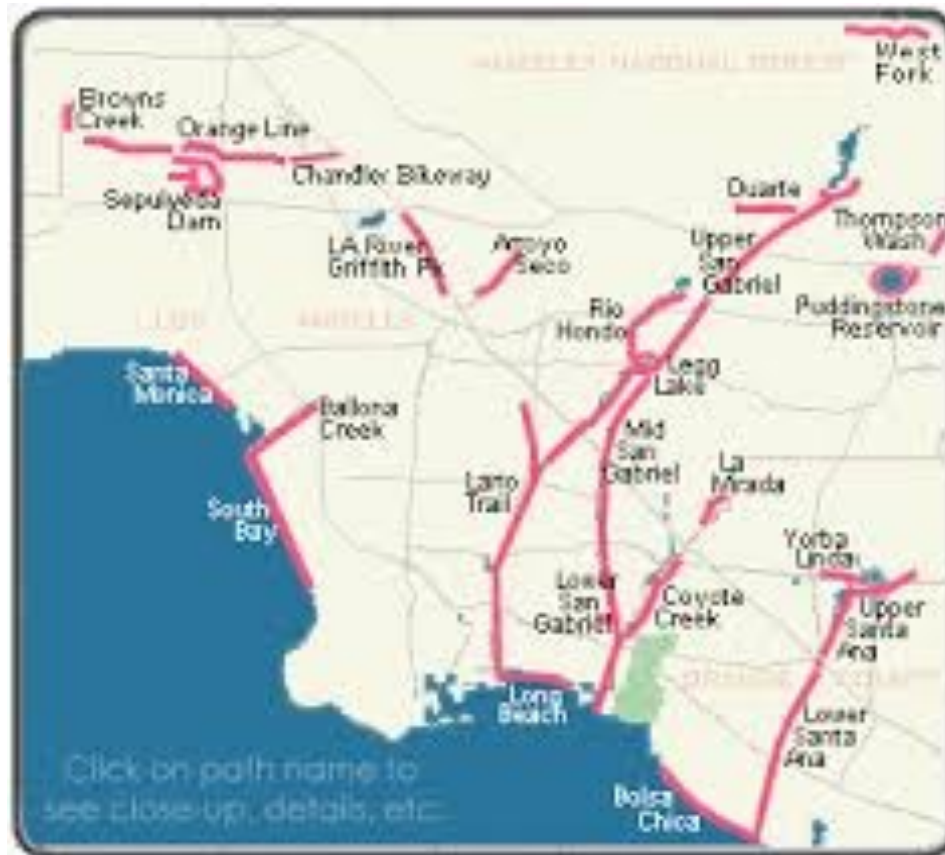 West
Fork
Browns
Creek
Orange Line
Chandler Bikeway
Sepulveda
Dam
Duarte
Thompson
Wash
LA River
Griffith Pk
Arroyo
Seco
Upper
San
Gabriel
Puddingstone
Reservoir
Rio
Hondo
Legg
Lake
Santa
Monica
Ballona
Creek
Mid
San
Gabriel
La
Mirada
Lario
Trail
South
Bay
Yorba
Linda
Lower
San
Gabriel
Coyote
Creek
Upper
Santa
Ana
Long
Beach
Lower
Santa
Ana
Click on path name to
see close-up, details, etc.
Bolsa
Chica